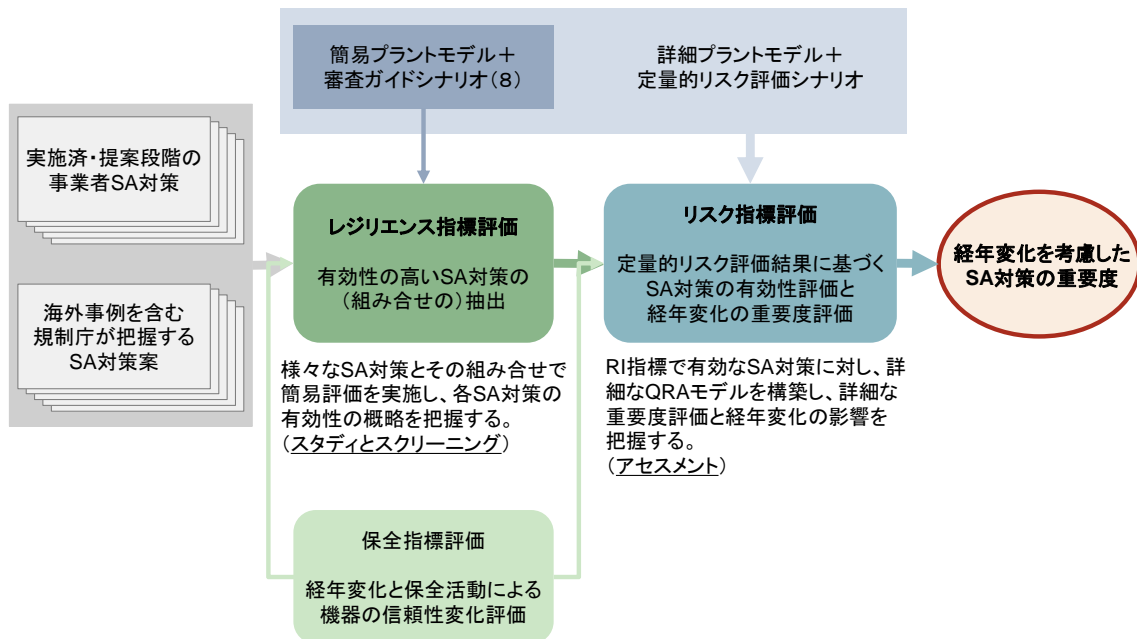 簡易プラントモデル＋
審査ガイドシナリオ(８)
詳細プラントモデル＋
定量的リスク評価シナリオ
実施済・提案段階の
事業者SA対策
海外事例を含む
規制庁が把握する
SA対策案
レジリエンス指標評価
有効性の高いSA対策の
（組み合せの）抽出
リスク指標評価
定量的リスク評価結果に基づく
SA対策の有効性評価と
経年変化の重要度評価
経年変化を考慮した
SA対策の重要度
様々なSA対策とその組み合せで
簡易評価を実施し、各SA対策の
有効性の概略を把握する。
（スタディとスクリーニング）
RI指標で有効なSA対策に対し、詳
細なQRAモデルを構築し、詳細な
重要度評価と経年変化の影響を
把握する。
（アセスメント）
保全指標評価
経年変化と保全活動による
機器の信頼性変化評価